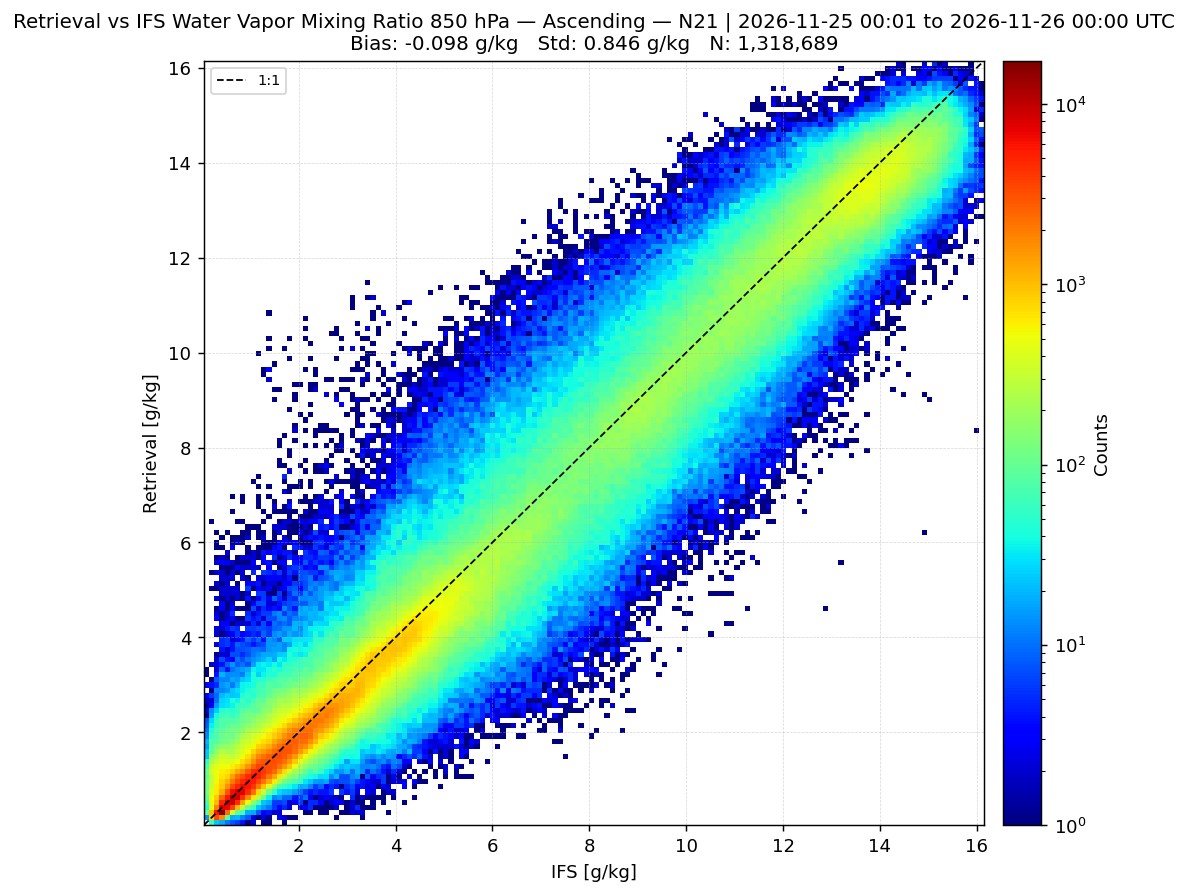 Retrieval vs IFS Water Vapor Mixing Ratio 850 hPa — Ascending — N21 | 2026-11-25 00:01 to 2026-11-26 00:00 UTC
Bias: -0.098 g/kg   Std: 0.846 g/kg   N: 1,318,689
1:1
Retrieval [g/kg]
16
14
12
10
8
6
4
2
2 4 6 8 10 12 14 16
IFS [g/kg]
10^4
10^3
10^2
10^1
10^0
Counts